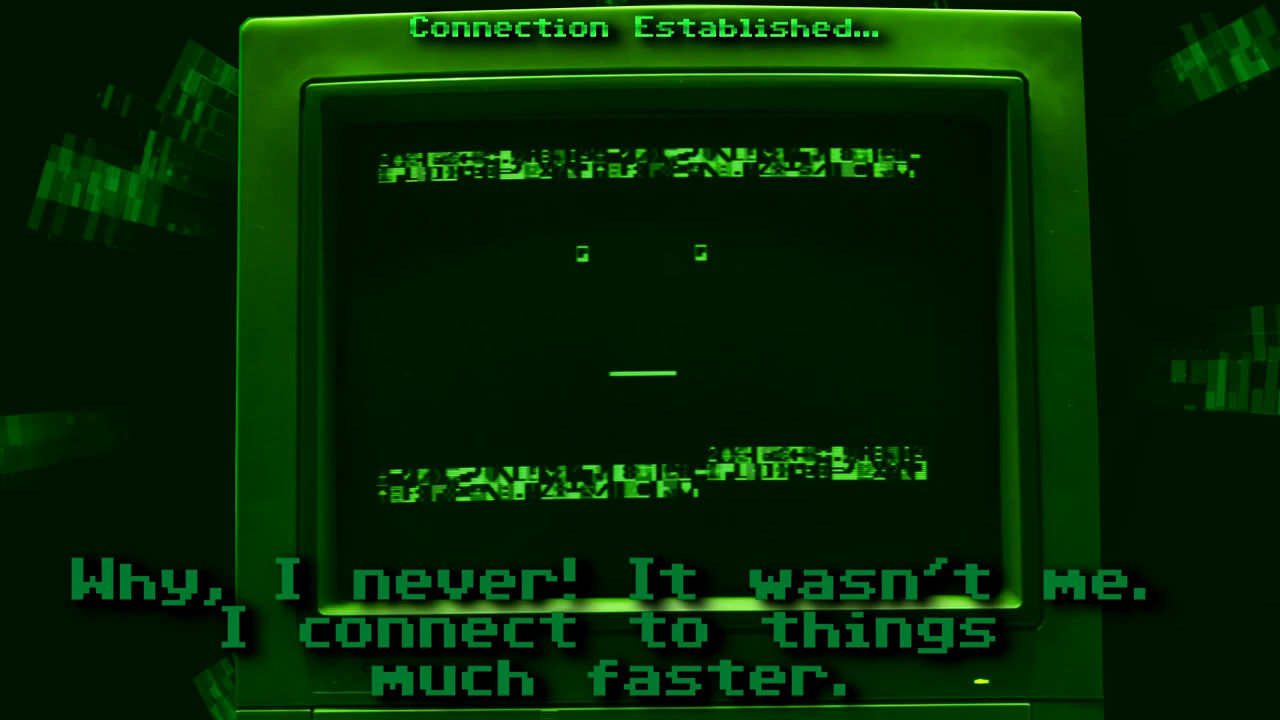 Connection Established...
Why, I never! It wasn't me.
I connect to things
much faster.